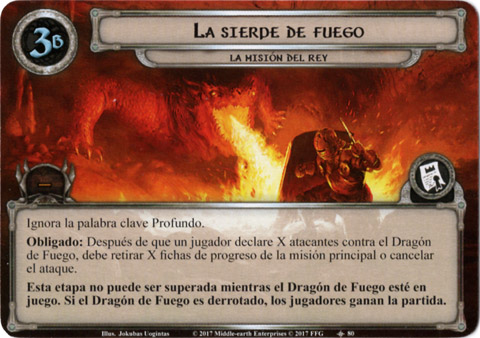 3B
La sierpe de fuego
La misión del rey
–
Ignora la palabra clave Profundo.
Obligado: Después de que un jugador declare X atacantes contra el Dragón
de Fuego, debe retirar X fichas de progreso de la misión principal o cancelar
el ataque.
Esta etapa no puede ser superada mientras el Dragón de Fuego esté en
juego. Si el Dragón de Fuego es derrotado, los jugadores ganan la partida.
Illus. Jokubas Uogintas © 2017 Middle-earth Enterprises © 2017 FFG 80